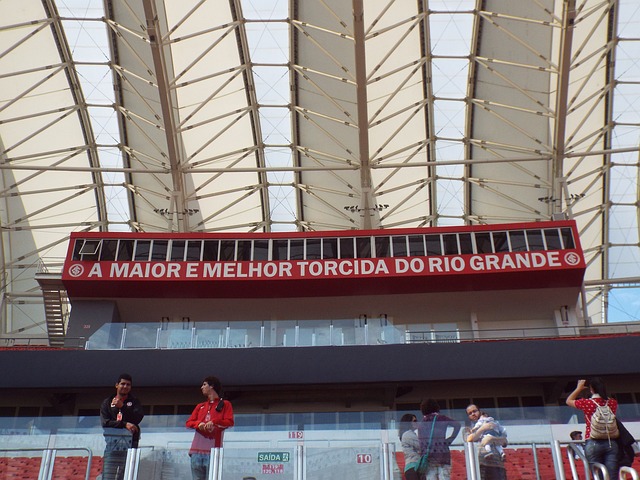 A MAIOR E MELHOR TORCIDA DO RIO GRANDE
119
SAÍDA
10